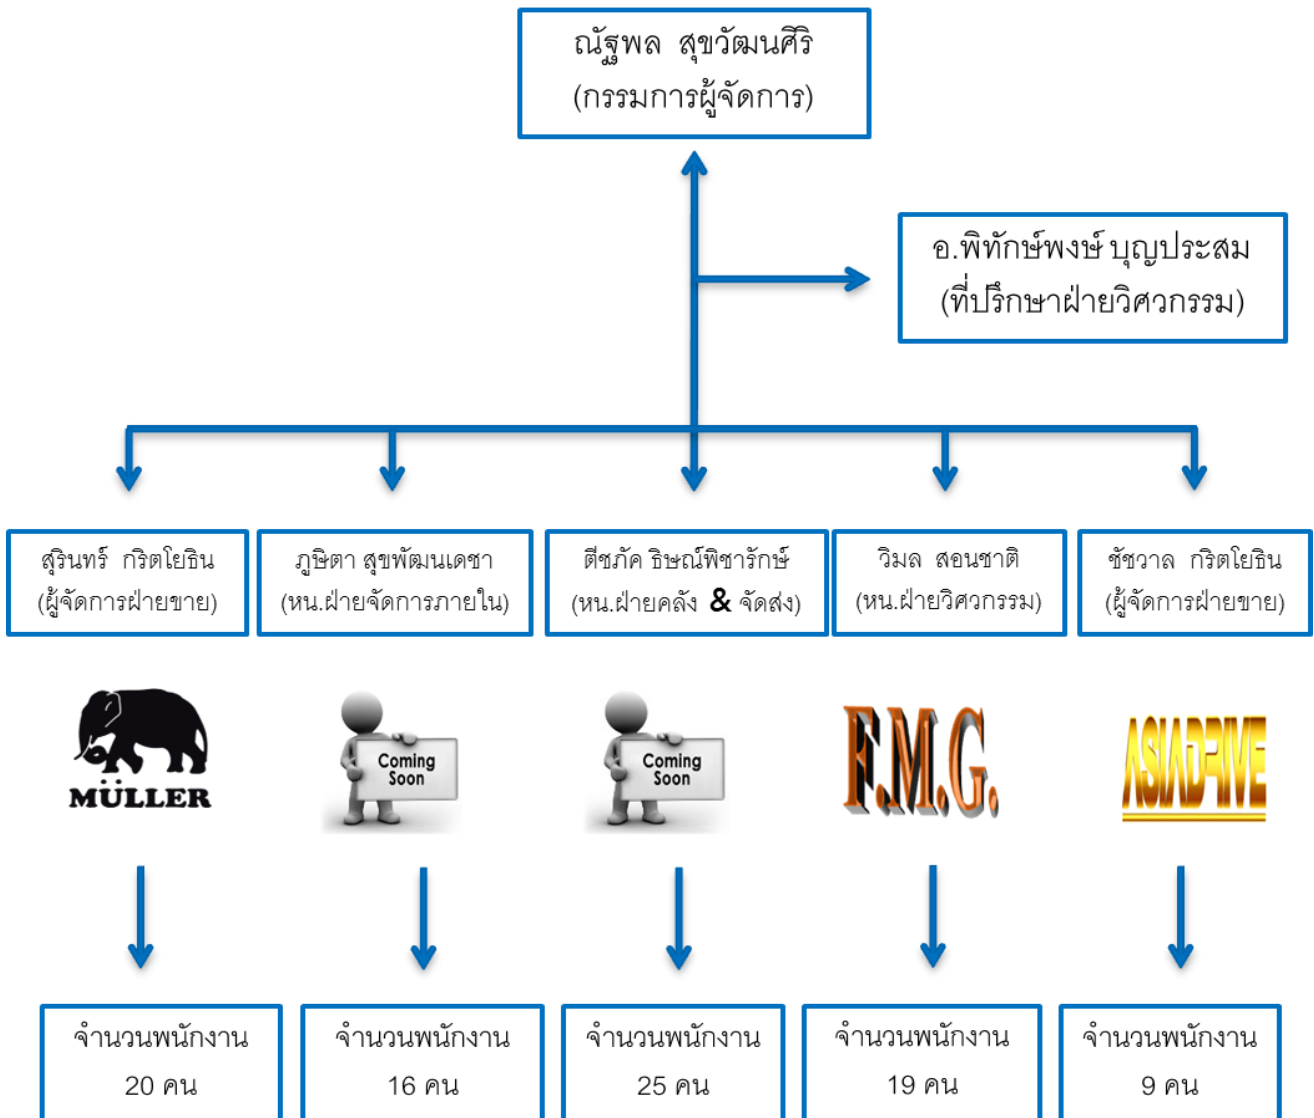 ณัฐพล สุขวัฒนศิริ
(กรรมการผู้จัดการ)
อ.พิทักษ์พงษ์ บุญประสม
(ที่ปรึกษาฝ่ายวิศวกรรม)
สุรินทร์ กริตโยธิน
(ผู้จัดการฝ่ายขาย)
ภูษิตา สุขพัฒนเดชา
(หน.ฝ่ายจัดการภายใน)
ตีชภัค ธิษณ์พิชารักษ์
(หน.ฝ่ายคลัง & จัดส่ง)
วิมล สอนชาติ
(หน.ฝ่ายวิศวกรรม)
ชัชวาล กริตโยธิน
(ผู้จัดการฝ่ายขาย)
MÜLLER
Coming
Soon
Coming
Soon
F.M.G.
ASIADRIVE
จำนวนพนักงาน
20 คน
จำนวนพนักงาน
16 คน
จำนวนพนักงาน
25 คน
จำนวนพนักงาน
19 คน
จำนวนพนักงาน
9 คน